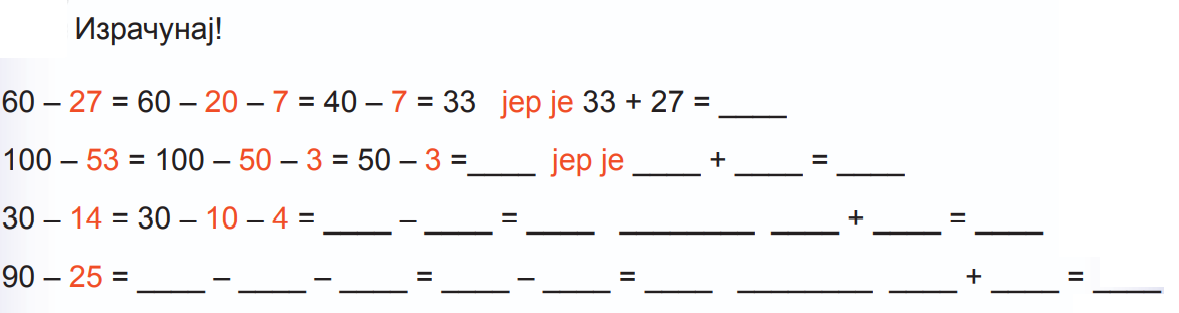 Израчунај!
60 – 27 = 60 – 20 – 7 = 40 – 7 = 33 јер је 33 + 27 = ____
100 – 53 = 100 – 50 – 3 = 50 – 3 =____ јер је ____ + ____ = ____
30 – 14 = 30 – 10 – 4 = ____ – ____ = ____ ________ ____ + ____ = ____
90 – 25 = ____ – ____ – ____ = ____ – ____ = ____ ________ ____ + ____ = ____